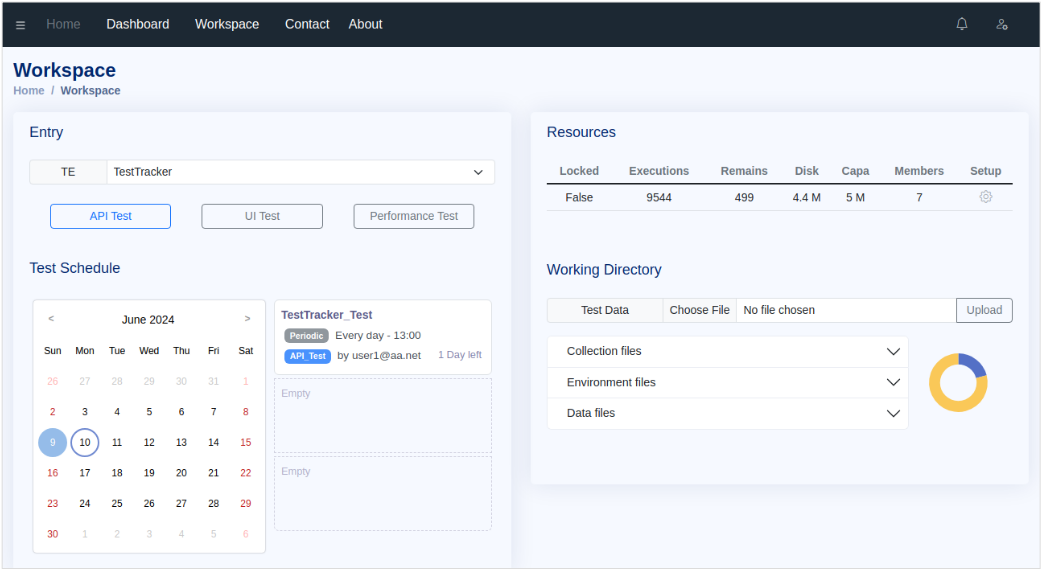 Home Dashboard Workspace Contact About
Workspace
Home / Workspace
Entry
TE TestTracker
API Test UI Test Performance Test
Test Schedule
< June 2024 >
Sun Mon Tue Wed Thu Fri Sat
26 27 28 29 30 31 1
2 3 4 5 6 7 8
9 10 11 12 13 14 15
16 17 18 19 20 21 22
23 24 25 26 27 28 29
30 1 2 3 4 5 6
TestTracker_Test
Periodic Every day - 13:00
API_Test by user1@aa.net 1 Day left
Empty
Empty
Resources
Locked Executions Remains Disk Capa Members Setup
False 9544 499 4.4 M 5 M 7
Working Directory
Test Data Choose File No file chosen Upload
Collection files
Environment files
Data files